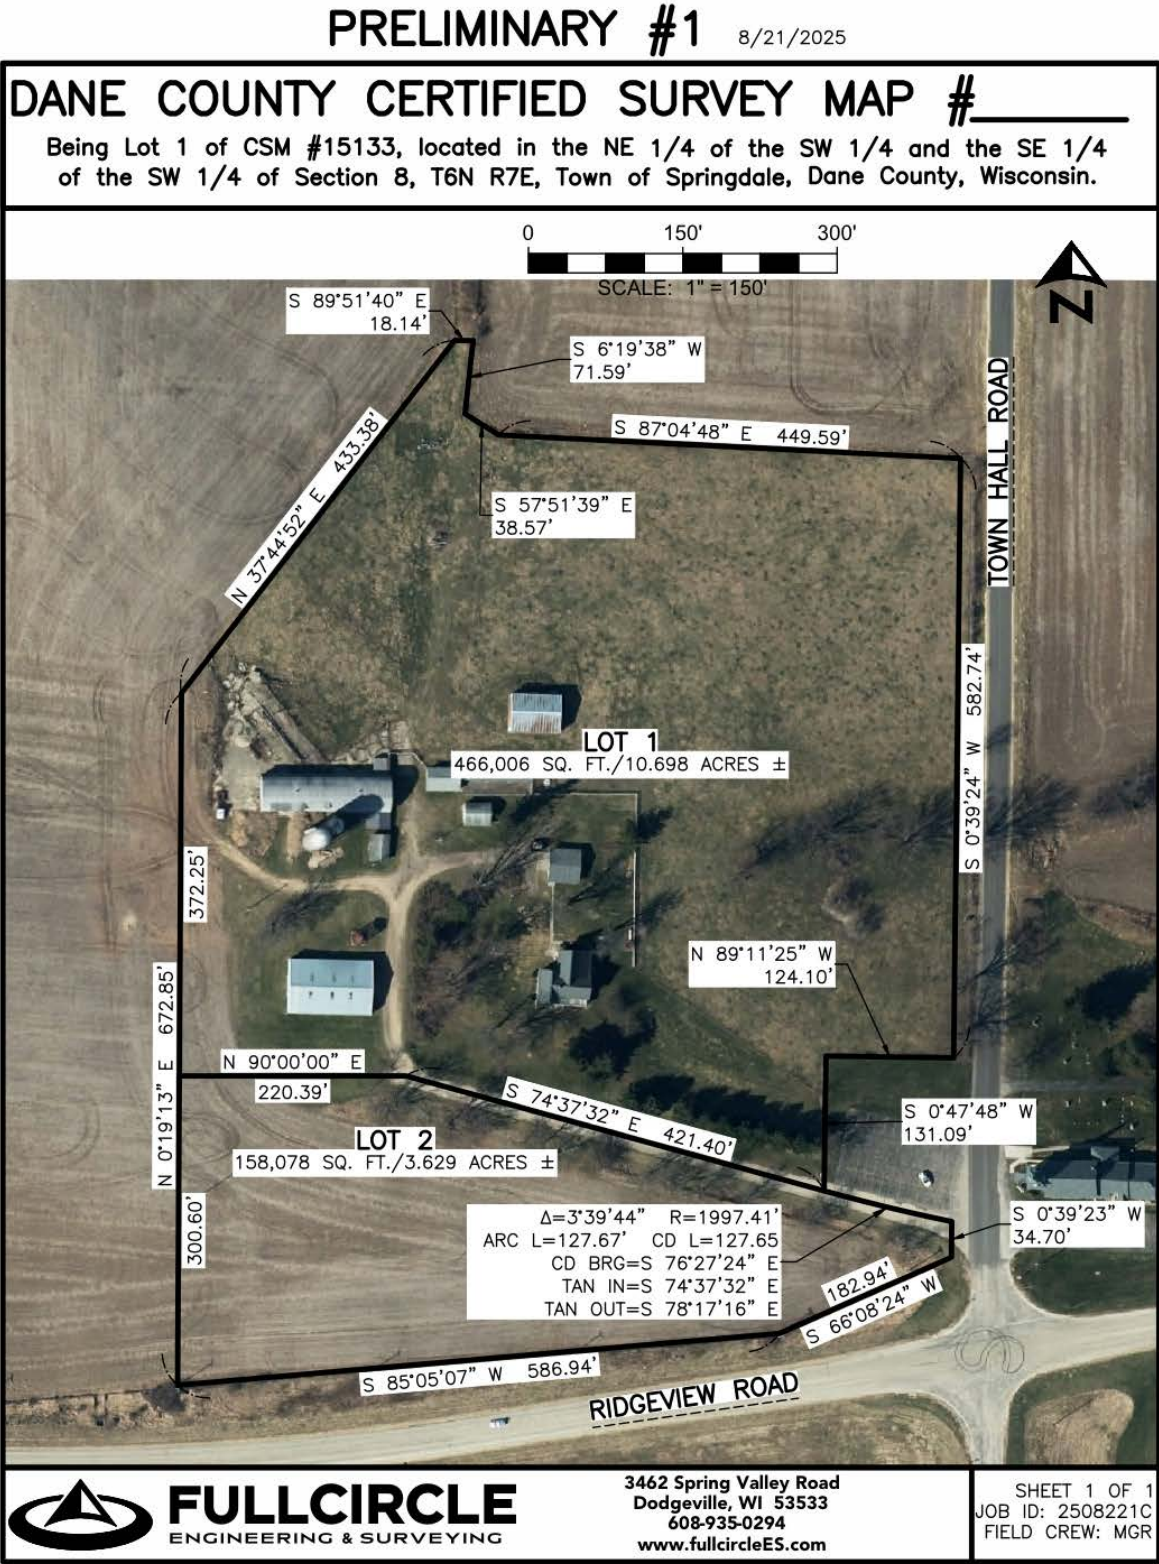 PRELIMINARY #1 8/21/2025
DANE COUNTY CERTIFIED SURVEY MAP #
Being Lot 1 of CSM #15133, located in the NE 1/4 of the SW 1/4 and the SE 1/4
of the SW 1/4 of Section 8, T6N R7E, Town of Springdale, Dane County, Wisconsin.
0 150' 300'
SCALE: 1" = 150'
N
S 89°51'40" E
18.14'
S 6°19'38" W
71.59'
N 37°44'52" E 433.38'
S 87°04'48" E 449.59'
TOWN HALL ROAD
S 57°51'39" E
38.57'
S 0°39'24" W 582.74'
LOT 1
466,006 SQ. FT./10.698 ACRES ±
372.25'
N 89°11'25" W
124.10'
N 0°19'13" E 672.85'
N 90°00'00" E
220.39'
S 74°37'32" E 421.40'
S 0°47'48" W
131.09'
LOT 2
158,078 SQ. FT./3.629 ACRES ±
300.60'
Δ=3°39'44" R=1997.41'
ARC L=127.67' CD L=127.65
CD BRG=S 76°27'24" E
TAN IN=S 74°37'32" E
TAN OUT=S 78°17'16" E
S 0°39'23" W
34.70'
182.94'
S 66°08'24" W
S 85°05'07" W 586.94'
RIDGEVIEW ROAD
FULLCIRCLE
ENGINEERING & SURVEYING
3462 Spring Valley Road
Dodgeville, WI 53533
608-935-0294
www.fullcircleES.com
SHEET 1 OF 1
JOB ID: 2508221C
FIELD CREW: MGR